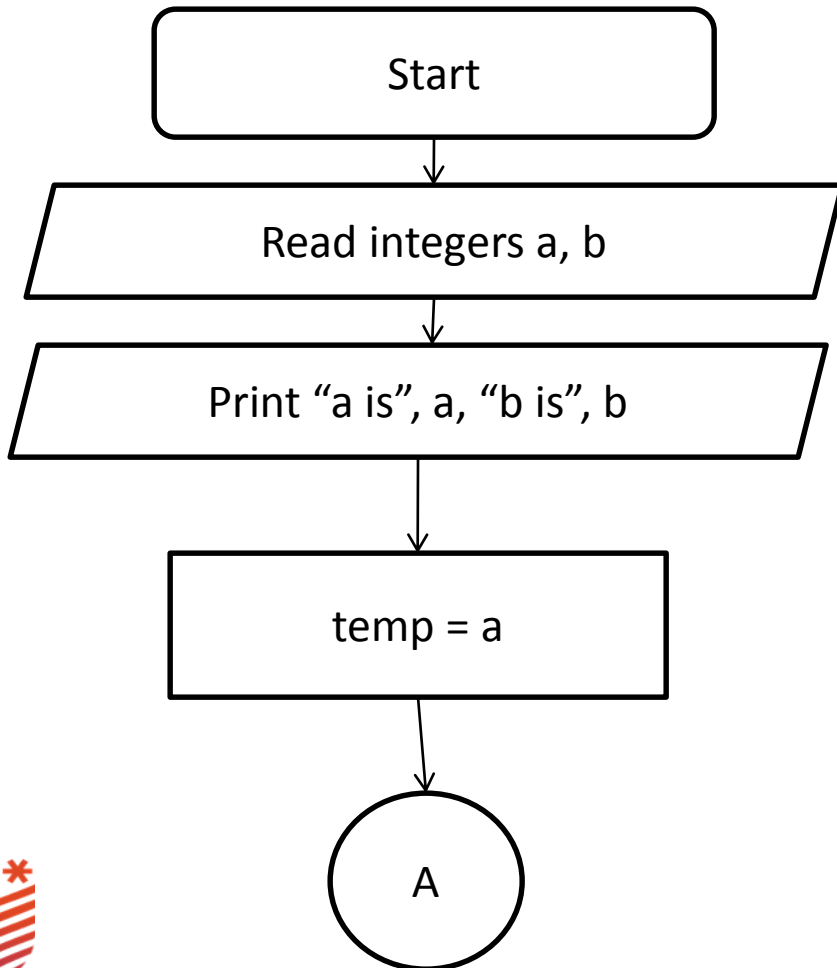 Start
Read integers a, b
Print “a is”, a, “b is”, b
temp = a
A